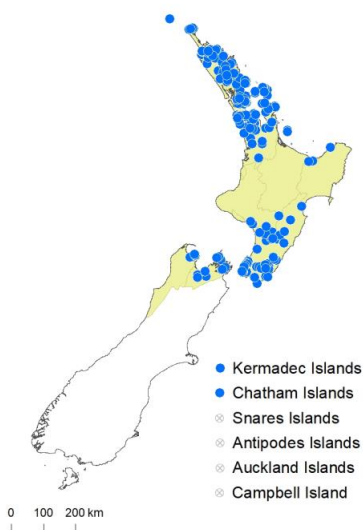 Kermadec Islands
Chatham Islands
Snares Islands
Antipodes Islands
Auckland Islands
Campbell Island
0 100 200 km